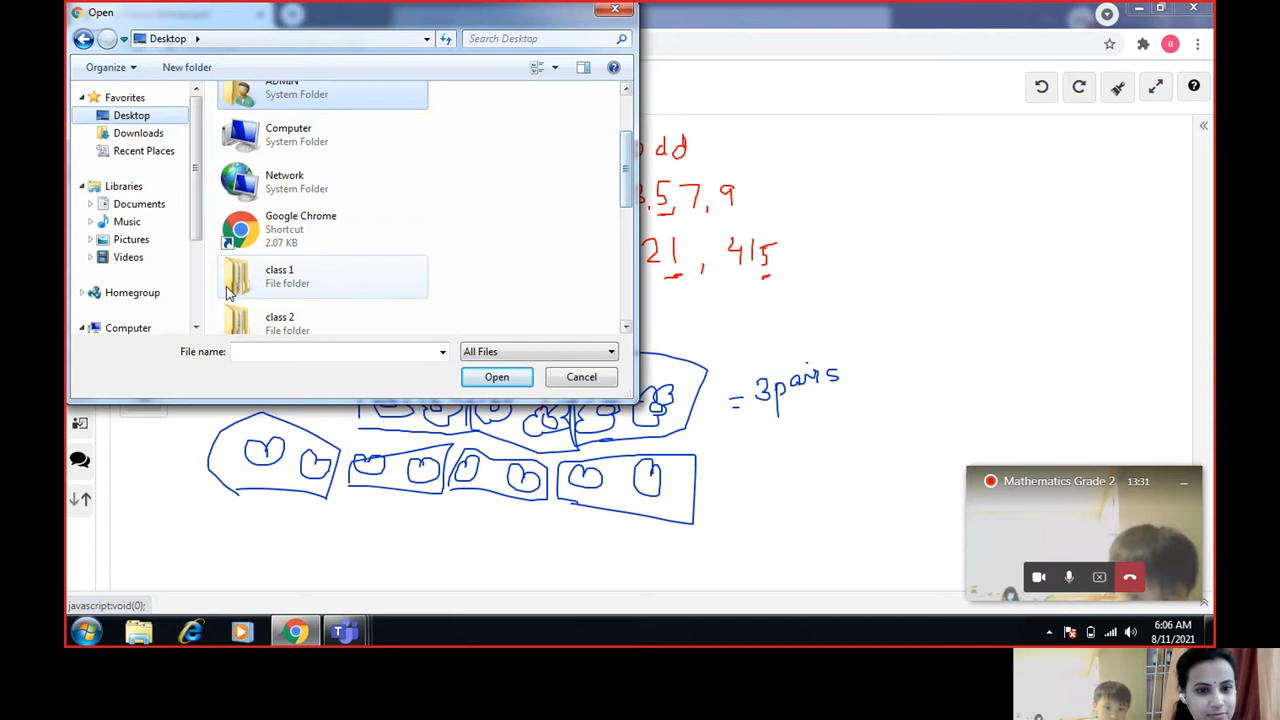 Open
Desktop
Search Desktop
Organize
New folder
Favorites
Desktop
Downloads
Recent Places
Libraries
Documents
Music
Pictures
Videos
Homegroup
Computer
ADMIN
System Folder
Computer
System Folder
Network
System Folder
Google Chrome
Shortcut
2.07 KB
class 1
File folder
class 2
File folder
File name:
All Files
Open
Cancel
a
odd
3, 5, 7, 9
21, 415
= 3 pairs
Mathematics Grade 2 13:31
javascript:void(0);
6:06 AM
8/11/2021